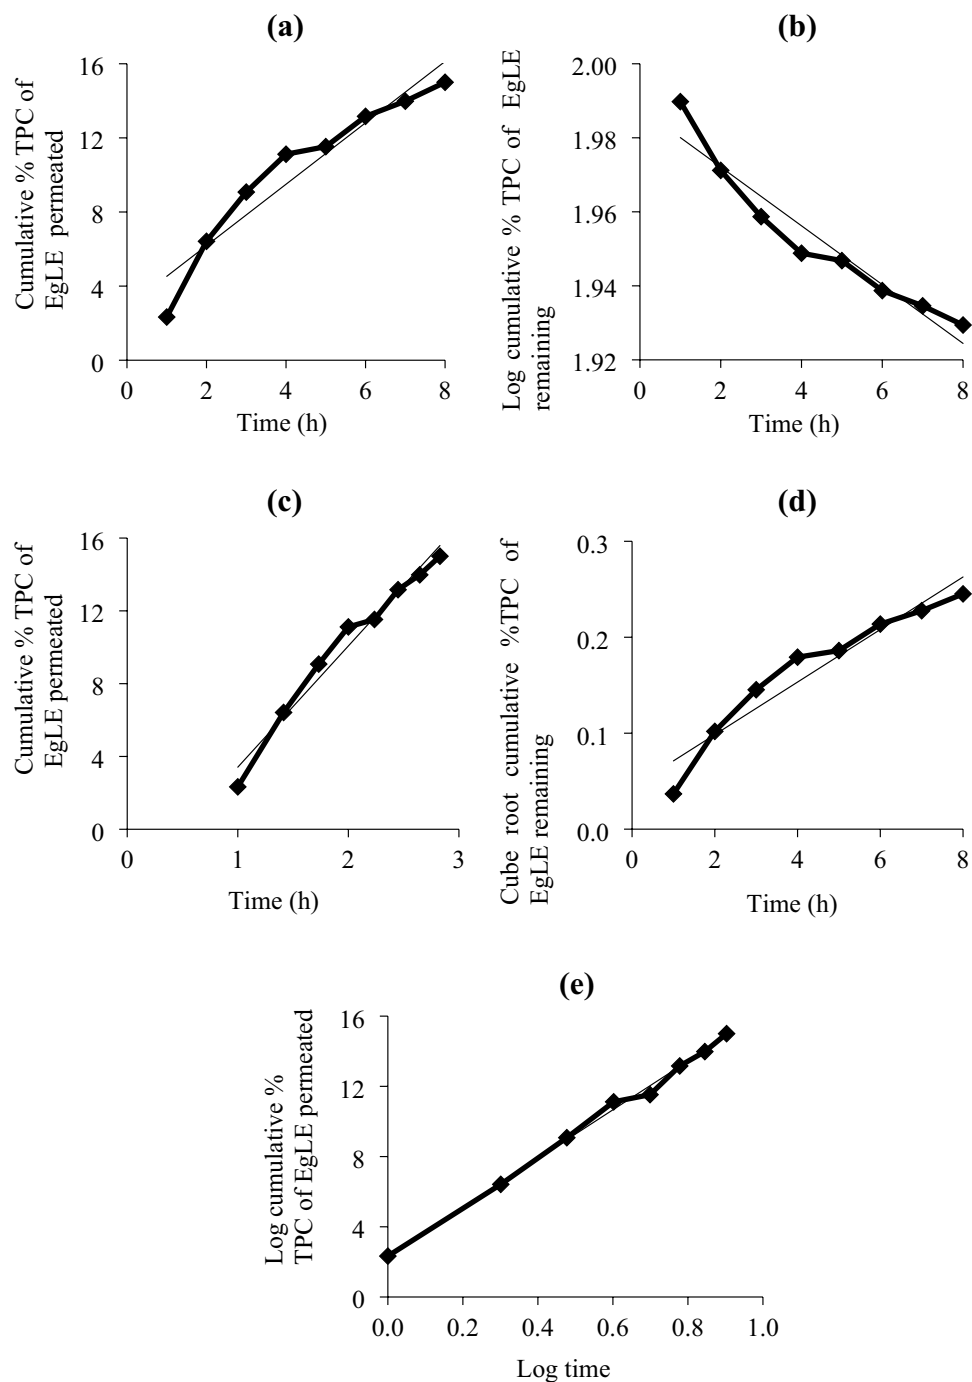 (a)
Cumulative % TPC of
EgLE permeated
16
12
8
4
0
0 2 4 6 8
Time (h)
(b)
Log cumulative % TPC of EgLE
remaining
2.00
1.98
1.96
1.94
1.92
0 2 4 6 8
Time (h)
(c)
Cumulative % TPC of
EgLE permeated
16
12
8
4
0
0 1 2 3
Time (h)
(d)
Cube root cumulative %TPC of
EgLE remaining
0.3
0.2
0.1
0.0
0 2 4 6 8
Time (h)
(e)
Log cumulative %
TPC of EgLE permeated
16
12
8
4
0
0.0 0.2 0.4 0.6 0.8 1.0
Log time